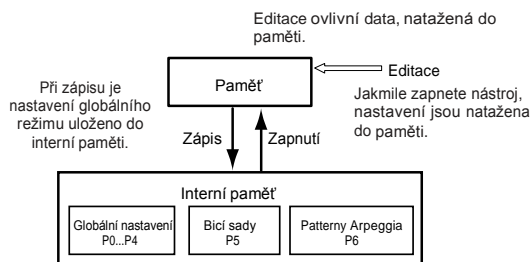 Editace ovlivní data, natažená do
paměti.
Paměť
Editace
Při zápisu je
nastavení globálního
režimu uloženo do
interní paměti.
Jakmile zapnete nástroj,
nastavení jsou natažena
do paměti.
Zápis
Zapnutí
Interní paměť
Globální nastavení
P0...P4
Bicí sady
P5
Patterny Arpeggia
P6